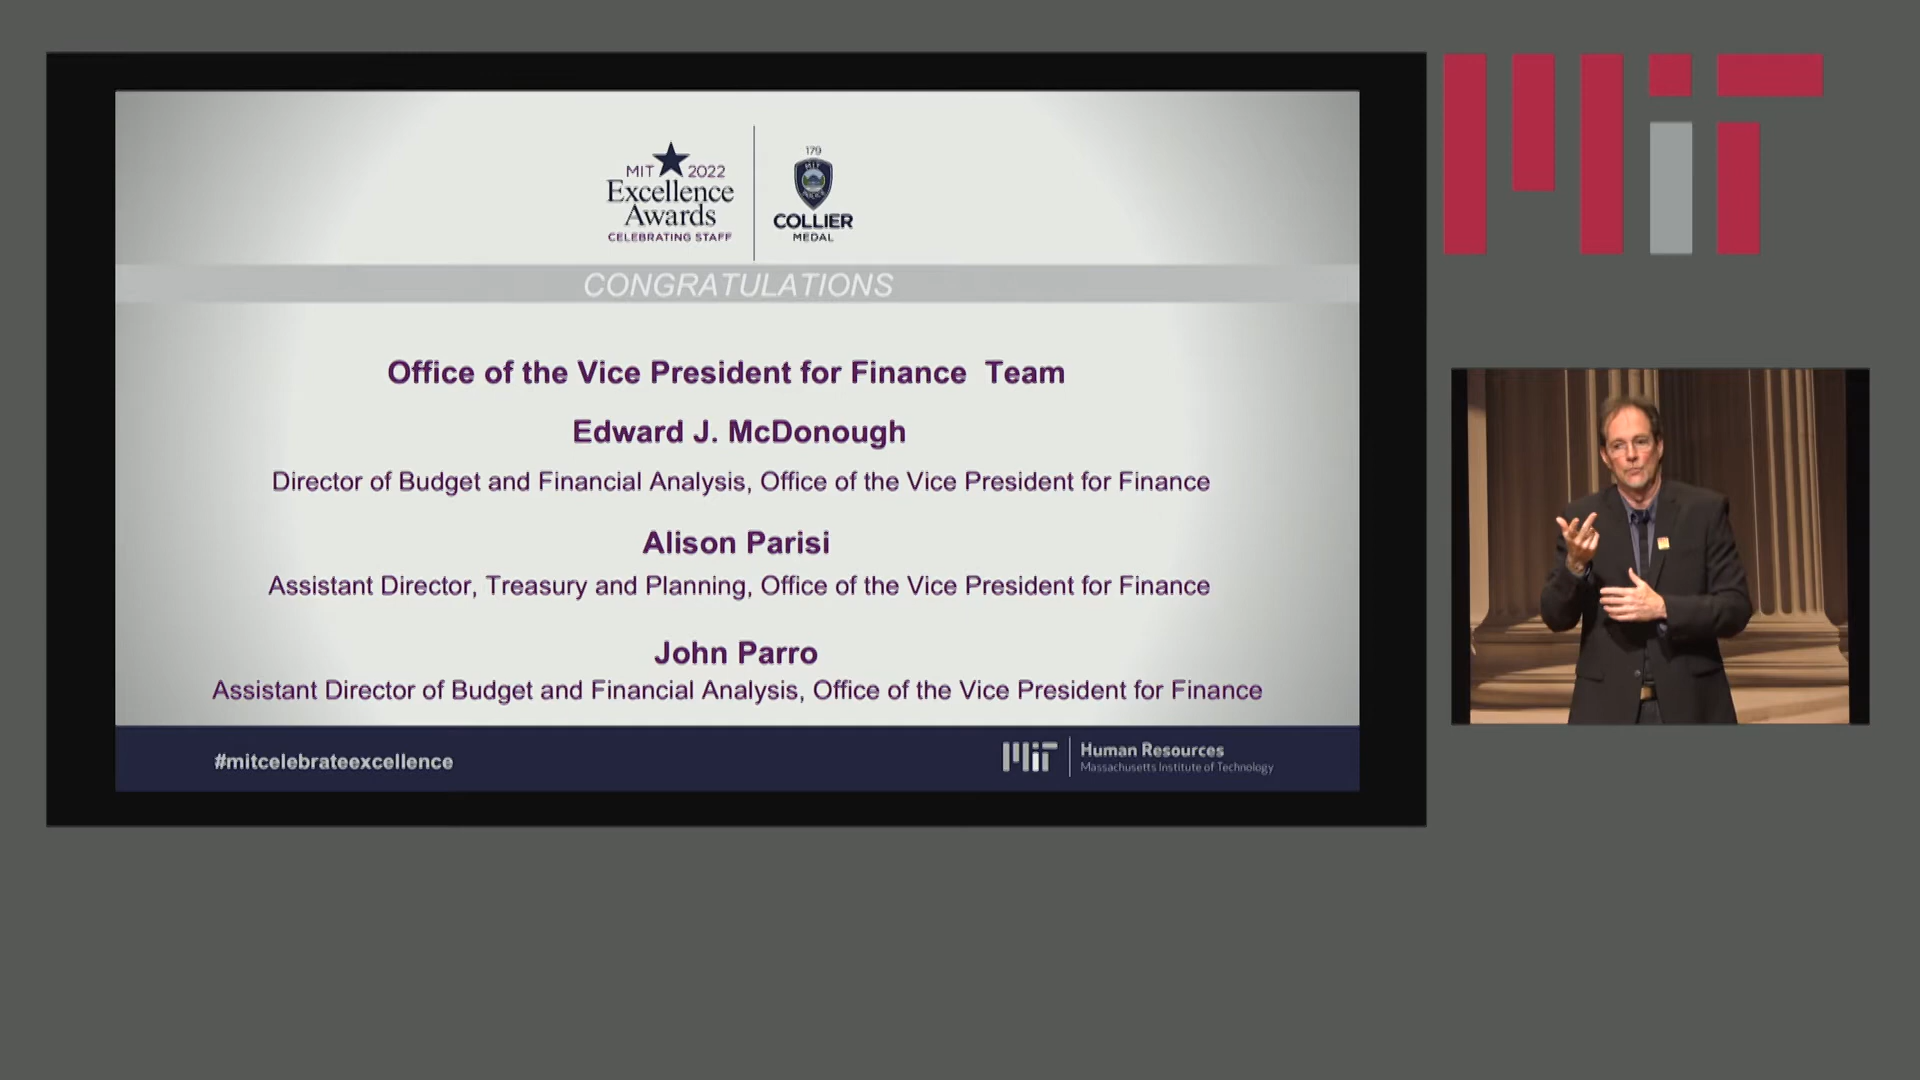 MIT 2022
Excellence
Awards
CELEBRATING STAFF
179
MIT
POLICE
COLLIER
MEDAL
CONGRATULATIONS
Office of the Vice President for Finance  Team
Edward J. McDonough
Director of Budget and Financial Analysis, Office of the Vice President for Finance
Alison Parisi
Assistant Director, Treasury and Planning, Office of the Vice President for Finance
John Parro
Assistant Director of Budget and Financial Analysis, Office of the Vice President for Finance
#mitcelebrateexcellence
MIT
Human Resources
Massachusetts Institute of Technology
MIT